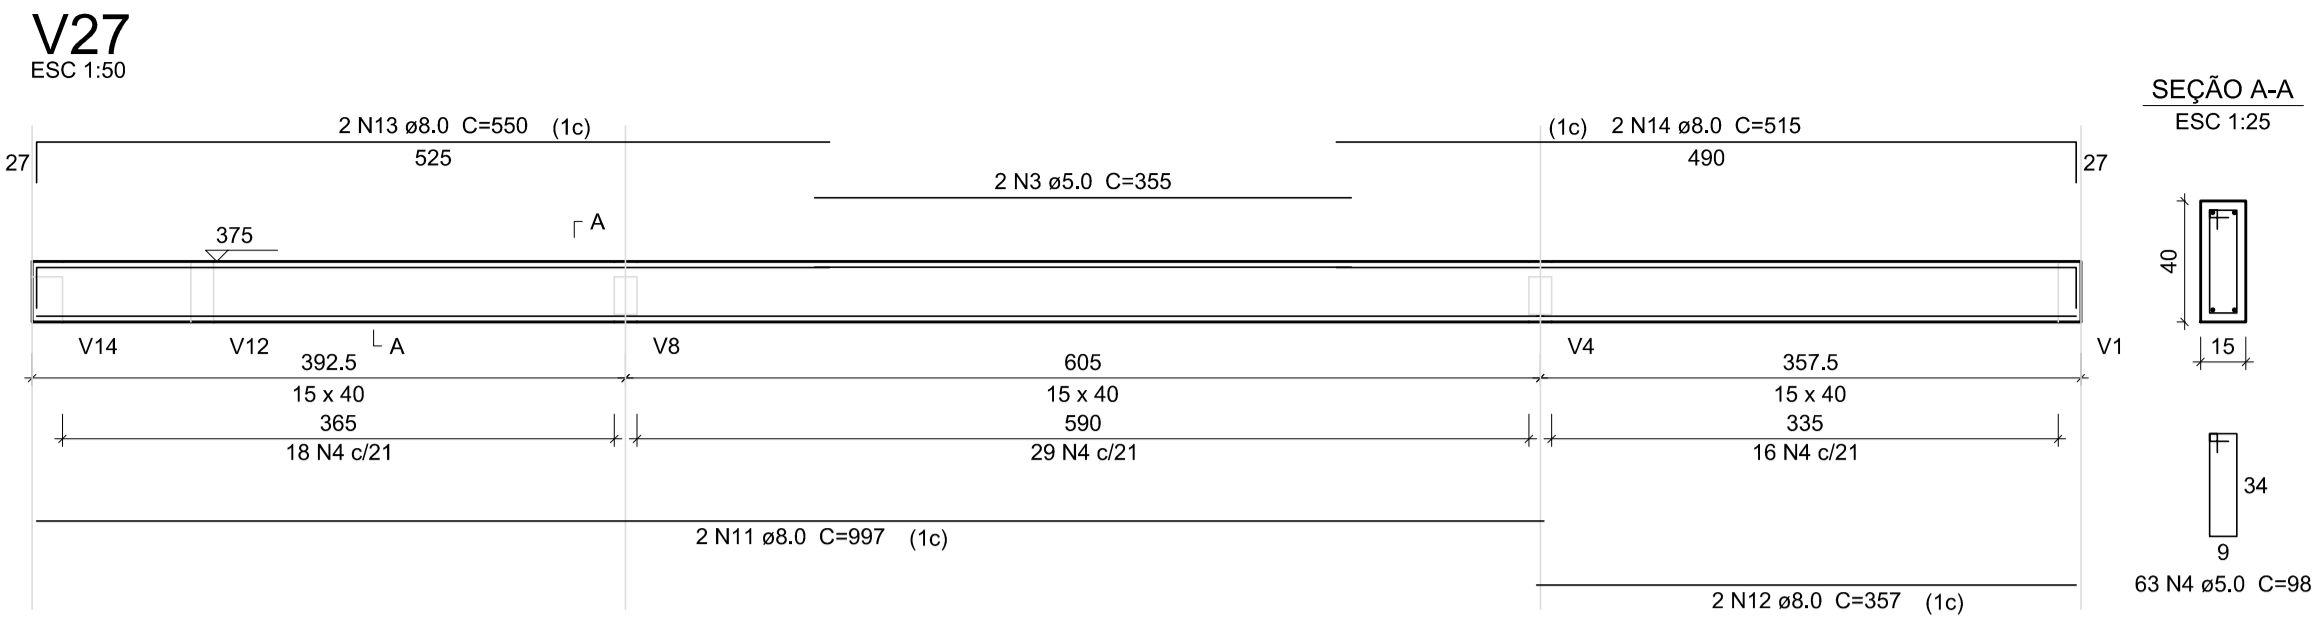 V27
ESC 1:50
SEÇÃO A-A
ESC 1:25
2 N13 ø8.0 C=550 (1c)
(1c) 2 N14 ø8.0 C=515
27
525
490
27
2 N3 ø5.0 C=355
A
375
40
15
V14
V12
A
V8
V4
V1
392.5
605
357.5
15 x 40
15 x 40
15 x 40
365
590
335
18 N4 c/21
29 N4 c/21
16 N4 c/21
34
9
63 N4 ø5.0 C=98
2 N11 ø8.0 C=997 (1c)
2 N12 ø8.0 C=357 (1c)